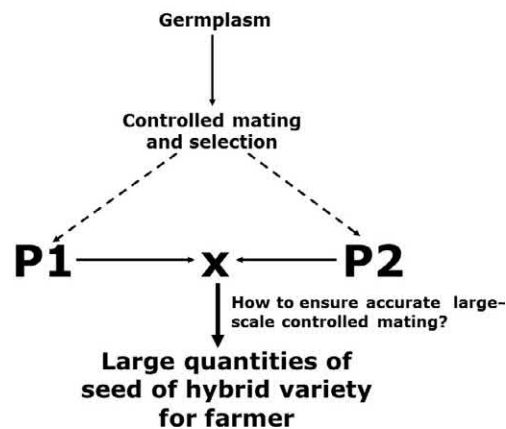 Germplasm
Controlled mating
and selection
P1
x
P2
How to ensure accurate large-
scale controlled mating?
Large quantities of
seed of hybrid variety
for farmer